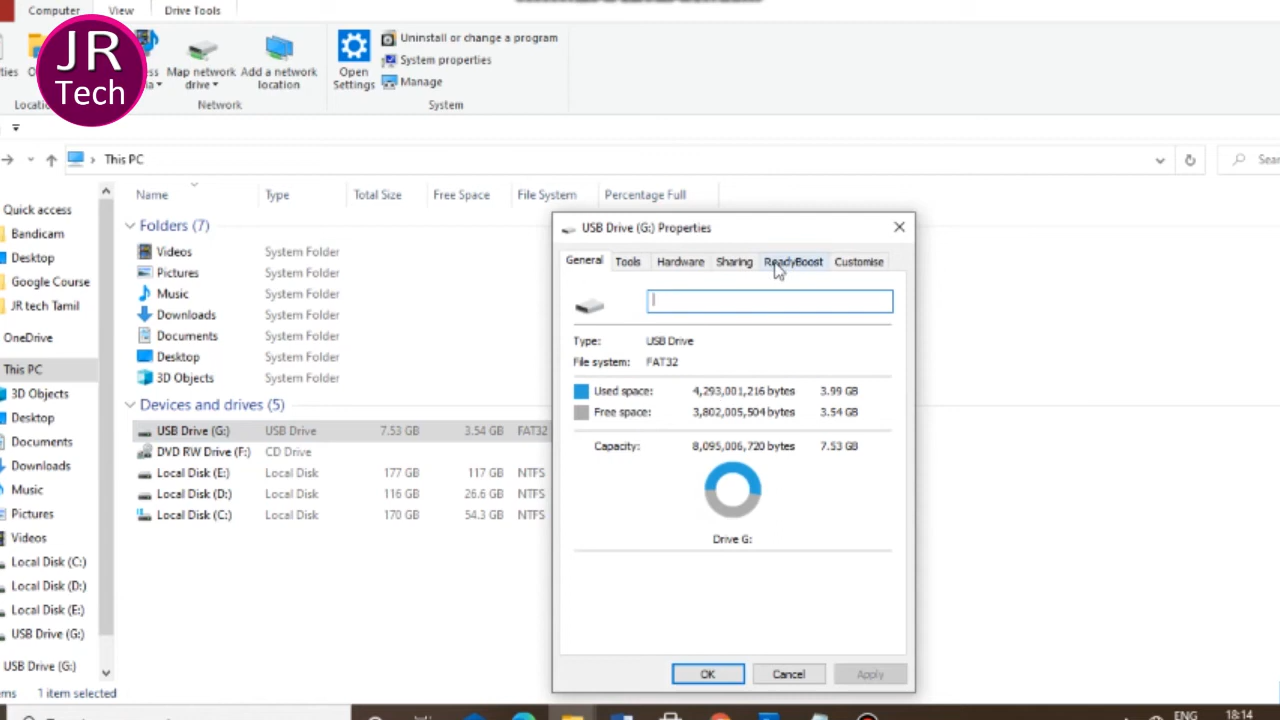 Computer View Drive Tools
JR
Tech
Map network
drive
Add a network
location
Open
Settings
Uninstall or change a program
System properties
Manage
Network
System
This PC
Name Type Total Size Free Space File System Percentage Full
Quick access
Bandicam
Desktop
Google Course
JR tech Tamil
OneDrive
This PC
3D Objects
Desktop
Documents
Downloads
Music
Pictures
Videos
Local Disk (C:)
Local Disk (D:)
Local Disk (E:)
USB Drive (G:)
USB Drive (G:)
Folders (7)
Videos System Folder
Pictures System Folder
Music System Folder
Downloads System Folder
Documents System Folder
Desktop System Folder
3D Objects System Folder
Devices and drives (5)
USB Drive (G:) USB Drive 7.53 GB 3.54 GB FAT32
DVD RW Drive (F:) CD Drive
Local Disk (E:) Local Disk 177 GB 117 GB NTFS
Local Disk (D:) Local Disk 116 GB 26.6 GB NTFS
Local Disk (C:) Local Disk 170 GB 54.3 GB NTFS
USB Drive (G:) Properties
General Tools Hardware Sharing ReadyBoost Customise
Type: USB Drive
File system: FAT32
Used space: 4,293,001,216 bytes 3.99 GB
Free space: 3,802,005,504 bytes 3.54 GB
Capacity: 8,095,006,720 bytes 7.53 GB
Drive G:
OK Cancel Apply
1 item selected
ENG 18:14